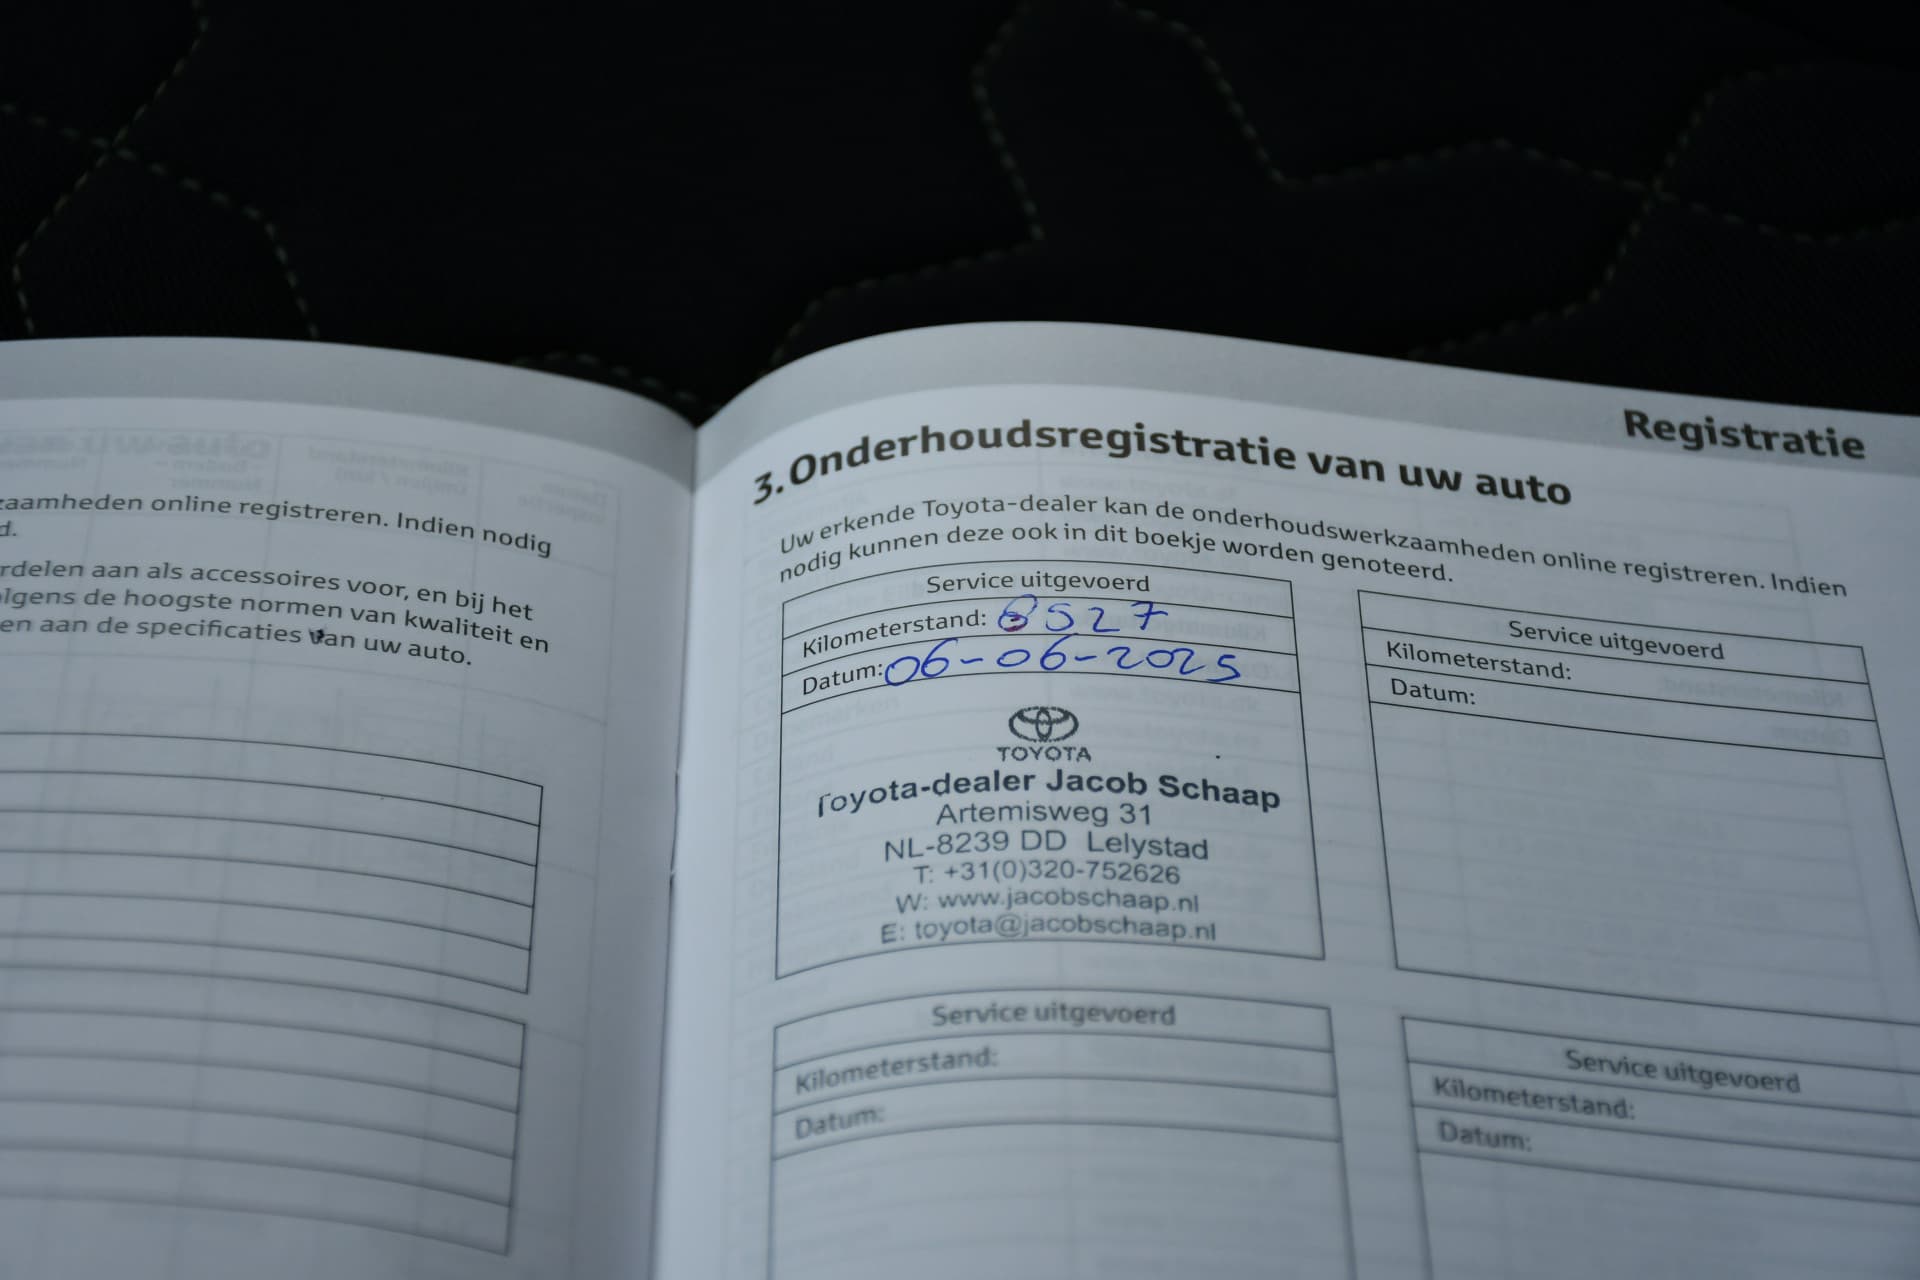 zaamheden online registreren. Indien nodig
d.
rdelen aan als accessoires voor, en bij het
olgens de hoogste normen van kwaliteit en
en aan de specificaties van uw auto.
Registratie
3. Onderhoudsregistratie van uw auto
Uw erkende Toyota-dealer kan de onderhoudswerkzaamheden online registreren. Indien
nodig kunnen deze ook in dit boekje worden genoteerd.
Service uitgevoerd
Kilometerstand: 8527
Datum: 06-06-2025
TOYOTA
Toyota-dealer Jacob Schaap
Artemisweg 31
NL-8239 DD Lelystad
T: +31(0)320-752626
W: www.jacobschaap.nl
E: toyota@jacobschaap.nl
Service uitgevoerd
Kilometerstand:
Datum:
Service uitgevoerd
Kilometerstand:
Datum:
Service uitgevoerd
Kilometerstand:
Datum: